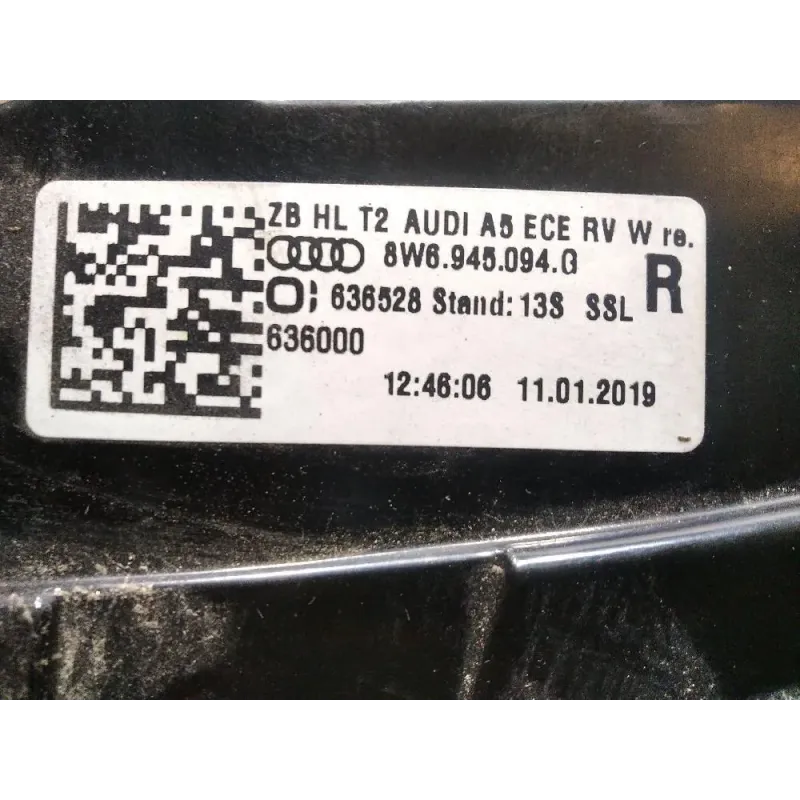 ZB HL T2 AUDI A5 ECE RV W re.
8W6.945.094.G
R
636528 Stand: 13S SSL
636000
12:46:06 11.01.2019